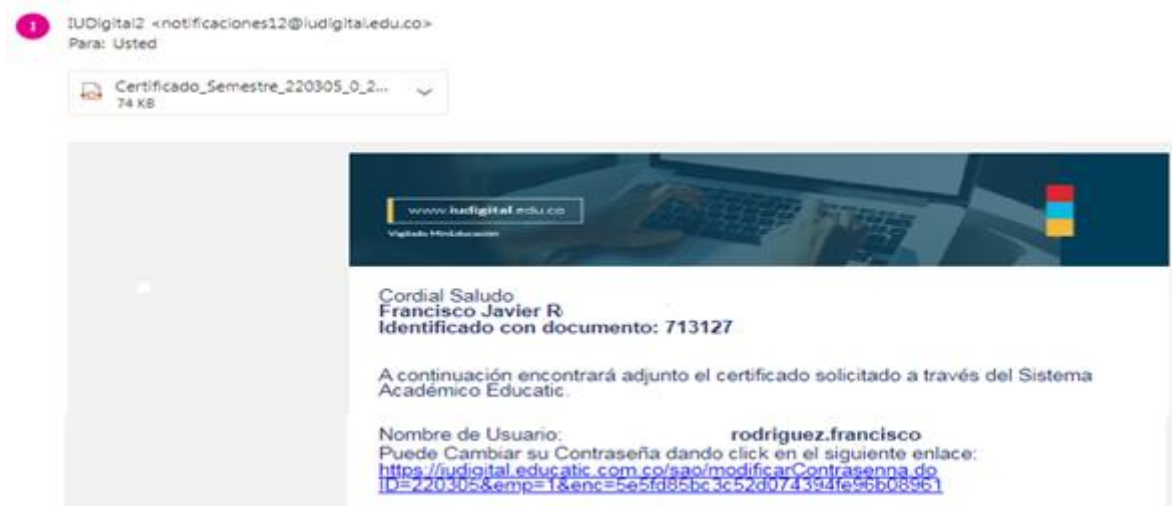 1
IUDigital2 <notificaciones12@iudigital.edu.co>
Para: Usted
Certificado_Semestre_220305_0_2...
74 KB
www.iudigital.edu.co
Vigilada MinEducación
Cordial Saludo
Francisco Javier R
Identificado con documento: 713127
A continuación encontrará adjunto el certificado solicitado a través del Sistema
Académico Educatic.
Nombre de Usuario: rodriguez.francisco
Puede Cambiar su Contraseña dando click en el siguiente enlace:
https://iudigital.educatic.com.co/sao/modificarContrasenna.do
ID=220305&emp=1&enc=5e5fd85bc3c52d074394fe96b08961